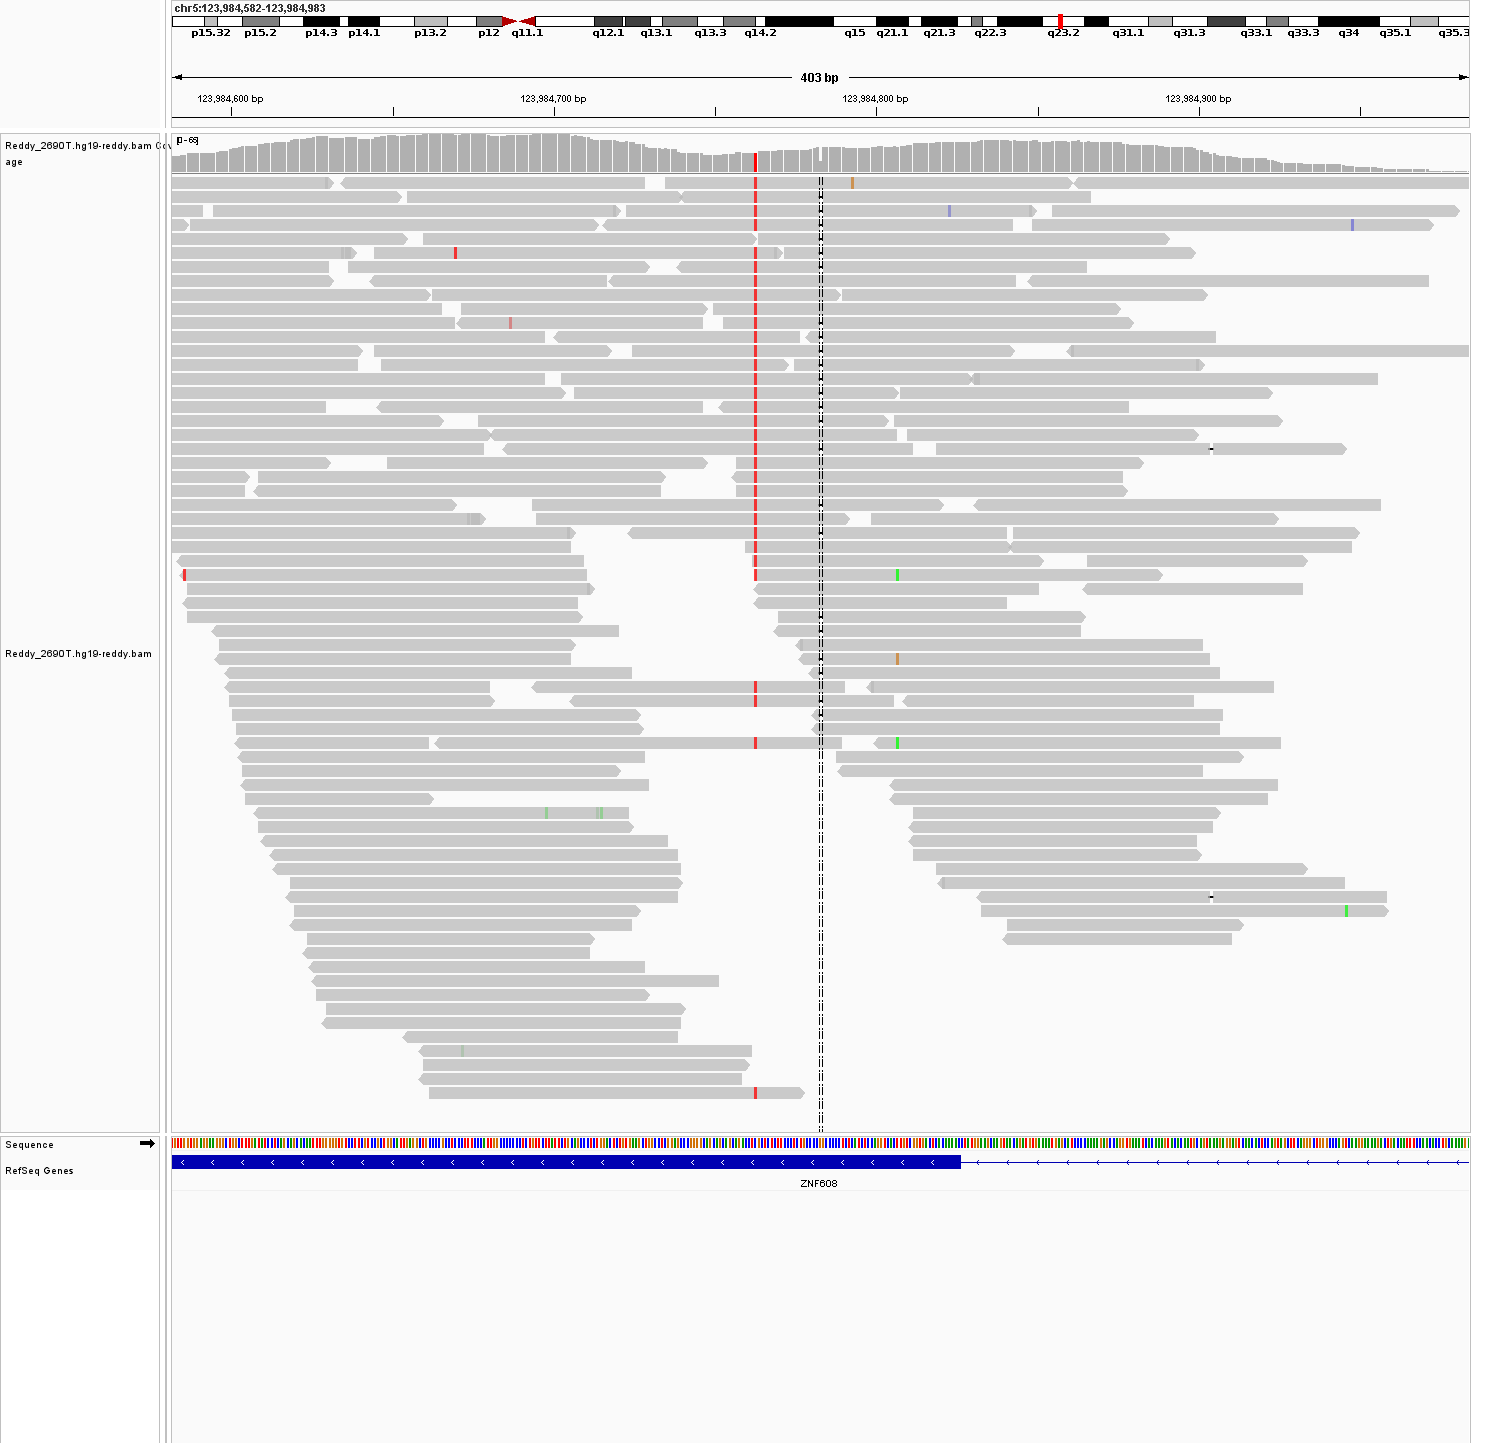 chr5:123,984,582-123,984,983
p15.32 p15.2 p14.3 p14.1 p13.2 p12 q11.1 q12.1 q13.1 q13.3 q14.2 q15 q21.1 q21.3 q22.3 q23.2 q31.1 q31.3 q33.1 q33.3 q34 q35.1 q35.3
403 bp
123,984,600 bp 123,984,700 bp 123,984,800 bp 123,984,900 bp
Reddy_2690T.hg19-reddy.bam Cov
age
[0 - 69]
Reddy_2690T.hg19-reddy.bam
Sequence
RefSeq Genes
ZNF608